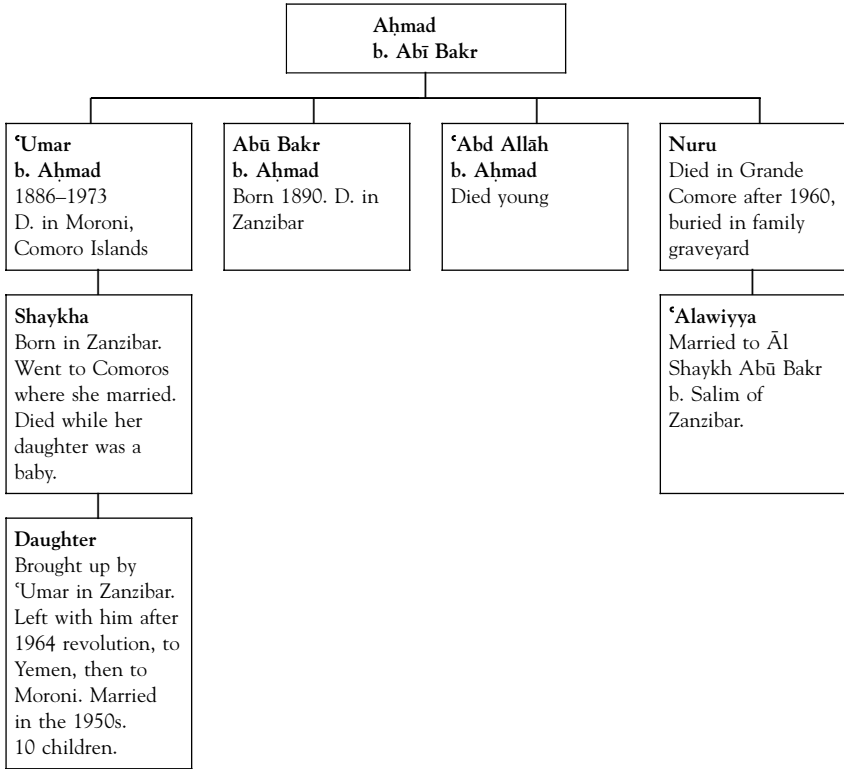 Aḥmad
b. Abī Bakr
ʿUmar
b. Aḥmad
1886–1973
D. in Moroni,
Comoro Islands
Abū Bakr
b. Aḥmad
Born 1890. D. in
Zanzibar
ʿAbd Allāh
b. Aḥmad
Died young
Nuru
Died in Grande
Comore after 1960,
buried in family
graveyard
Shaykha
Born in Zanzibar.
Went to Comoros
where she married.
Died while her
daughter was a
baby.
ʿAlawiyya
Married to Āl
Shaykh Abū Bakr
b. Salim of
Zanzibar.
Daughter
Brought up by
ʿUmar in Zanzibar.
Left with him after
1964 revolution, to
Yemen, then to
Moroni. Married
in the 1950s.
10 children.